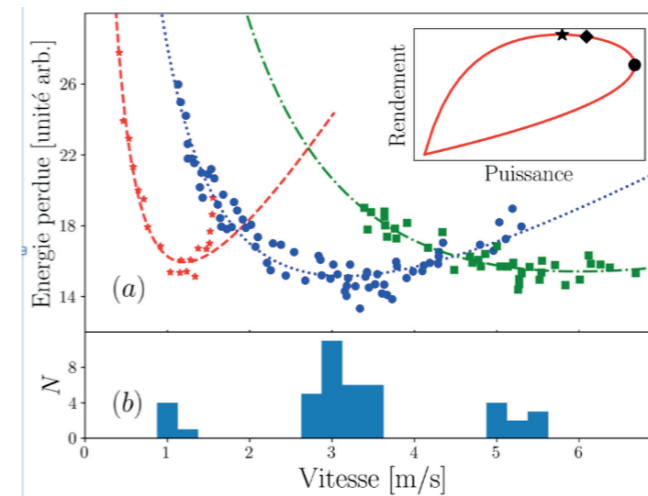 Energie perdue [unité arb.]
26
22
18
14
(a)
Rendement
Puissance
N
8
4
0
(b)
0 1 2 3 4 5 6
Vitesse [m/s]